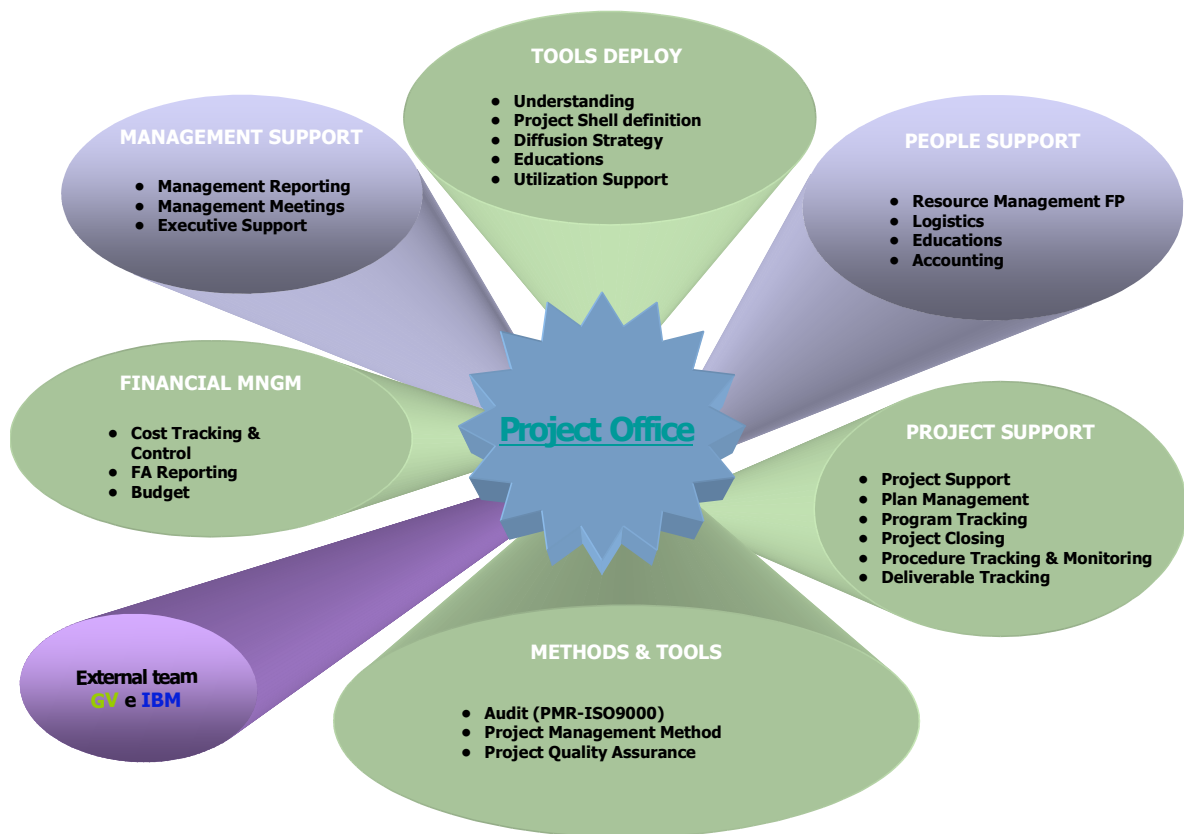 TOOLS DEPLOY
● Understanding
● Project Shell definition
● Diffusion Strategy
● Educations
● Utilization Support
MANAGEMENT SUPPORT
● Management Reporting
● Management Meetings
● Executive Support
PEOPLE SUPPORT
● Resource Management FP
● Logistics
● Educations
● Accounting
FINANCIAL MNGM
● Cost Tracking &
Control
● FA Reporting
● Budget
Project Office
PROJECT SUPPORT
● Project Support
● Plan Management
● Program Tracking
● Project Closing
● Procedure Tracking & Monitoring
● Deliverable Tracking
External team
GV e IBM
METHODS & TOOLS
● Audit (PMR-ISO9000)
● Project Management Method
● Project Quality Assurance